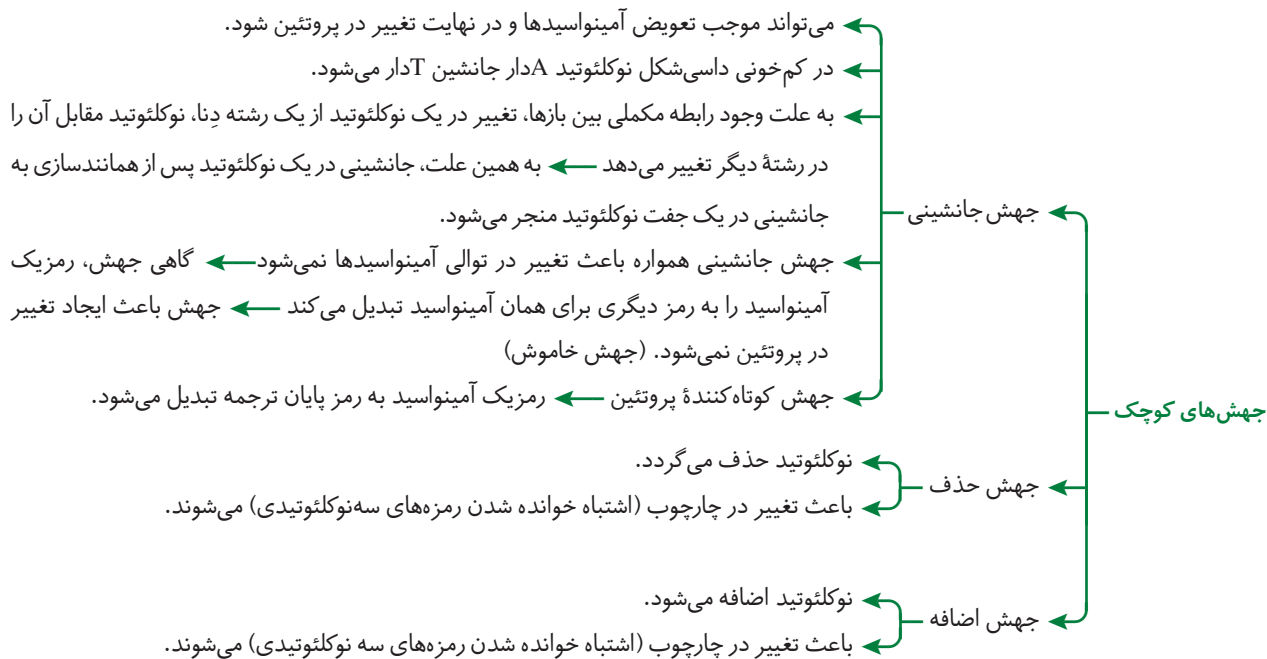 می‌تواند موجب تعویض آمینواسیدها و در نهایت تغییر در پروتئین شود.
در کم‌خونی داسی‌شکل نوکلئوتید Aدار جانشین Tدار می‌شود.
به علت وجود رابطه مکملی بین بازها، تغییر در یک نوکلئوتید از یک رشته دِنا، نوکلئوتید مقابل آن را
در رشتهٔ دیگر تغییر می‌دهد به همین علت، جانشینی در یک نوکلئوتید پس از همانندسازی به
جانشینی در یک جفت نوکلئوتید منجر می‌شود.
جهش جانشینی
جهش جانشینی همواره باعث تغییر در توالی آمینواسیدها نمی‌شود گاهی جهش، رمزیک
آمینواسید را به رمز دیگری برای همان آمینواسید تبدیل می‌کند جهش باعث ایجاد تغییر
در پروتئین نمی‌شود. (جهش خاموش)
جهش کوتاه‌کنندهٔ پروتئین رمزیک آمینواسید به رمز پایان ترجمه تبدیل می‌شود.
جهش‌های کوچک
نوکلئوتید حذف می‌گردد.
جهش حذف
باعث تغییر در چارچوب (اشتباه خوانده شدن رمزه‌های سه‌نوکلئوتیدی) می‌شوند.
نوکلئوتید اضافه می‌شود.
جهش اضافه
باعث تغییر در چارچوب (اشتباه خوانده شدن رمزه‌های سه نوکلئوتیدی) می‌شوند.